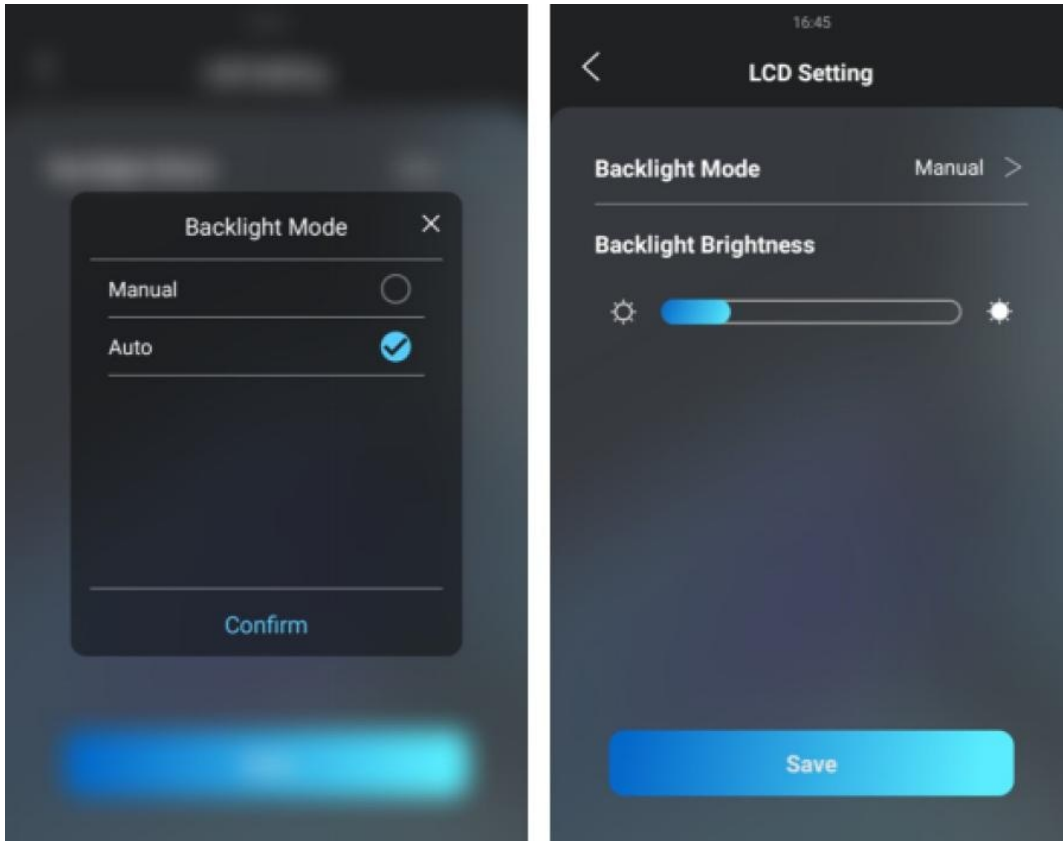 Backlight Mode
Manual
Auto
Confirm
16:45
LCD Setting
Backlight Mode Manual
Backlight Brightness
Save